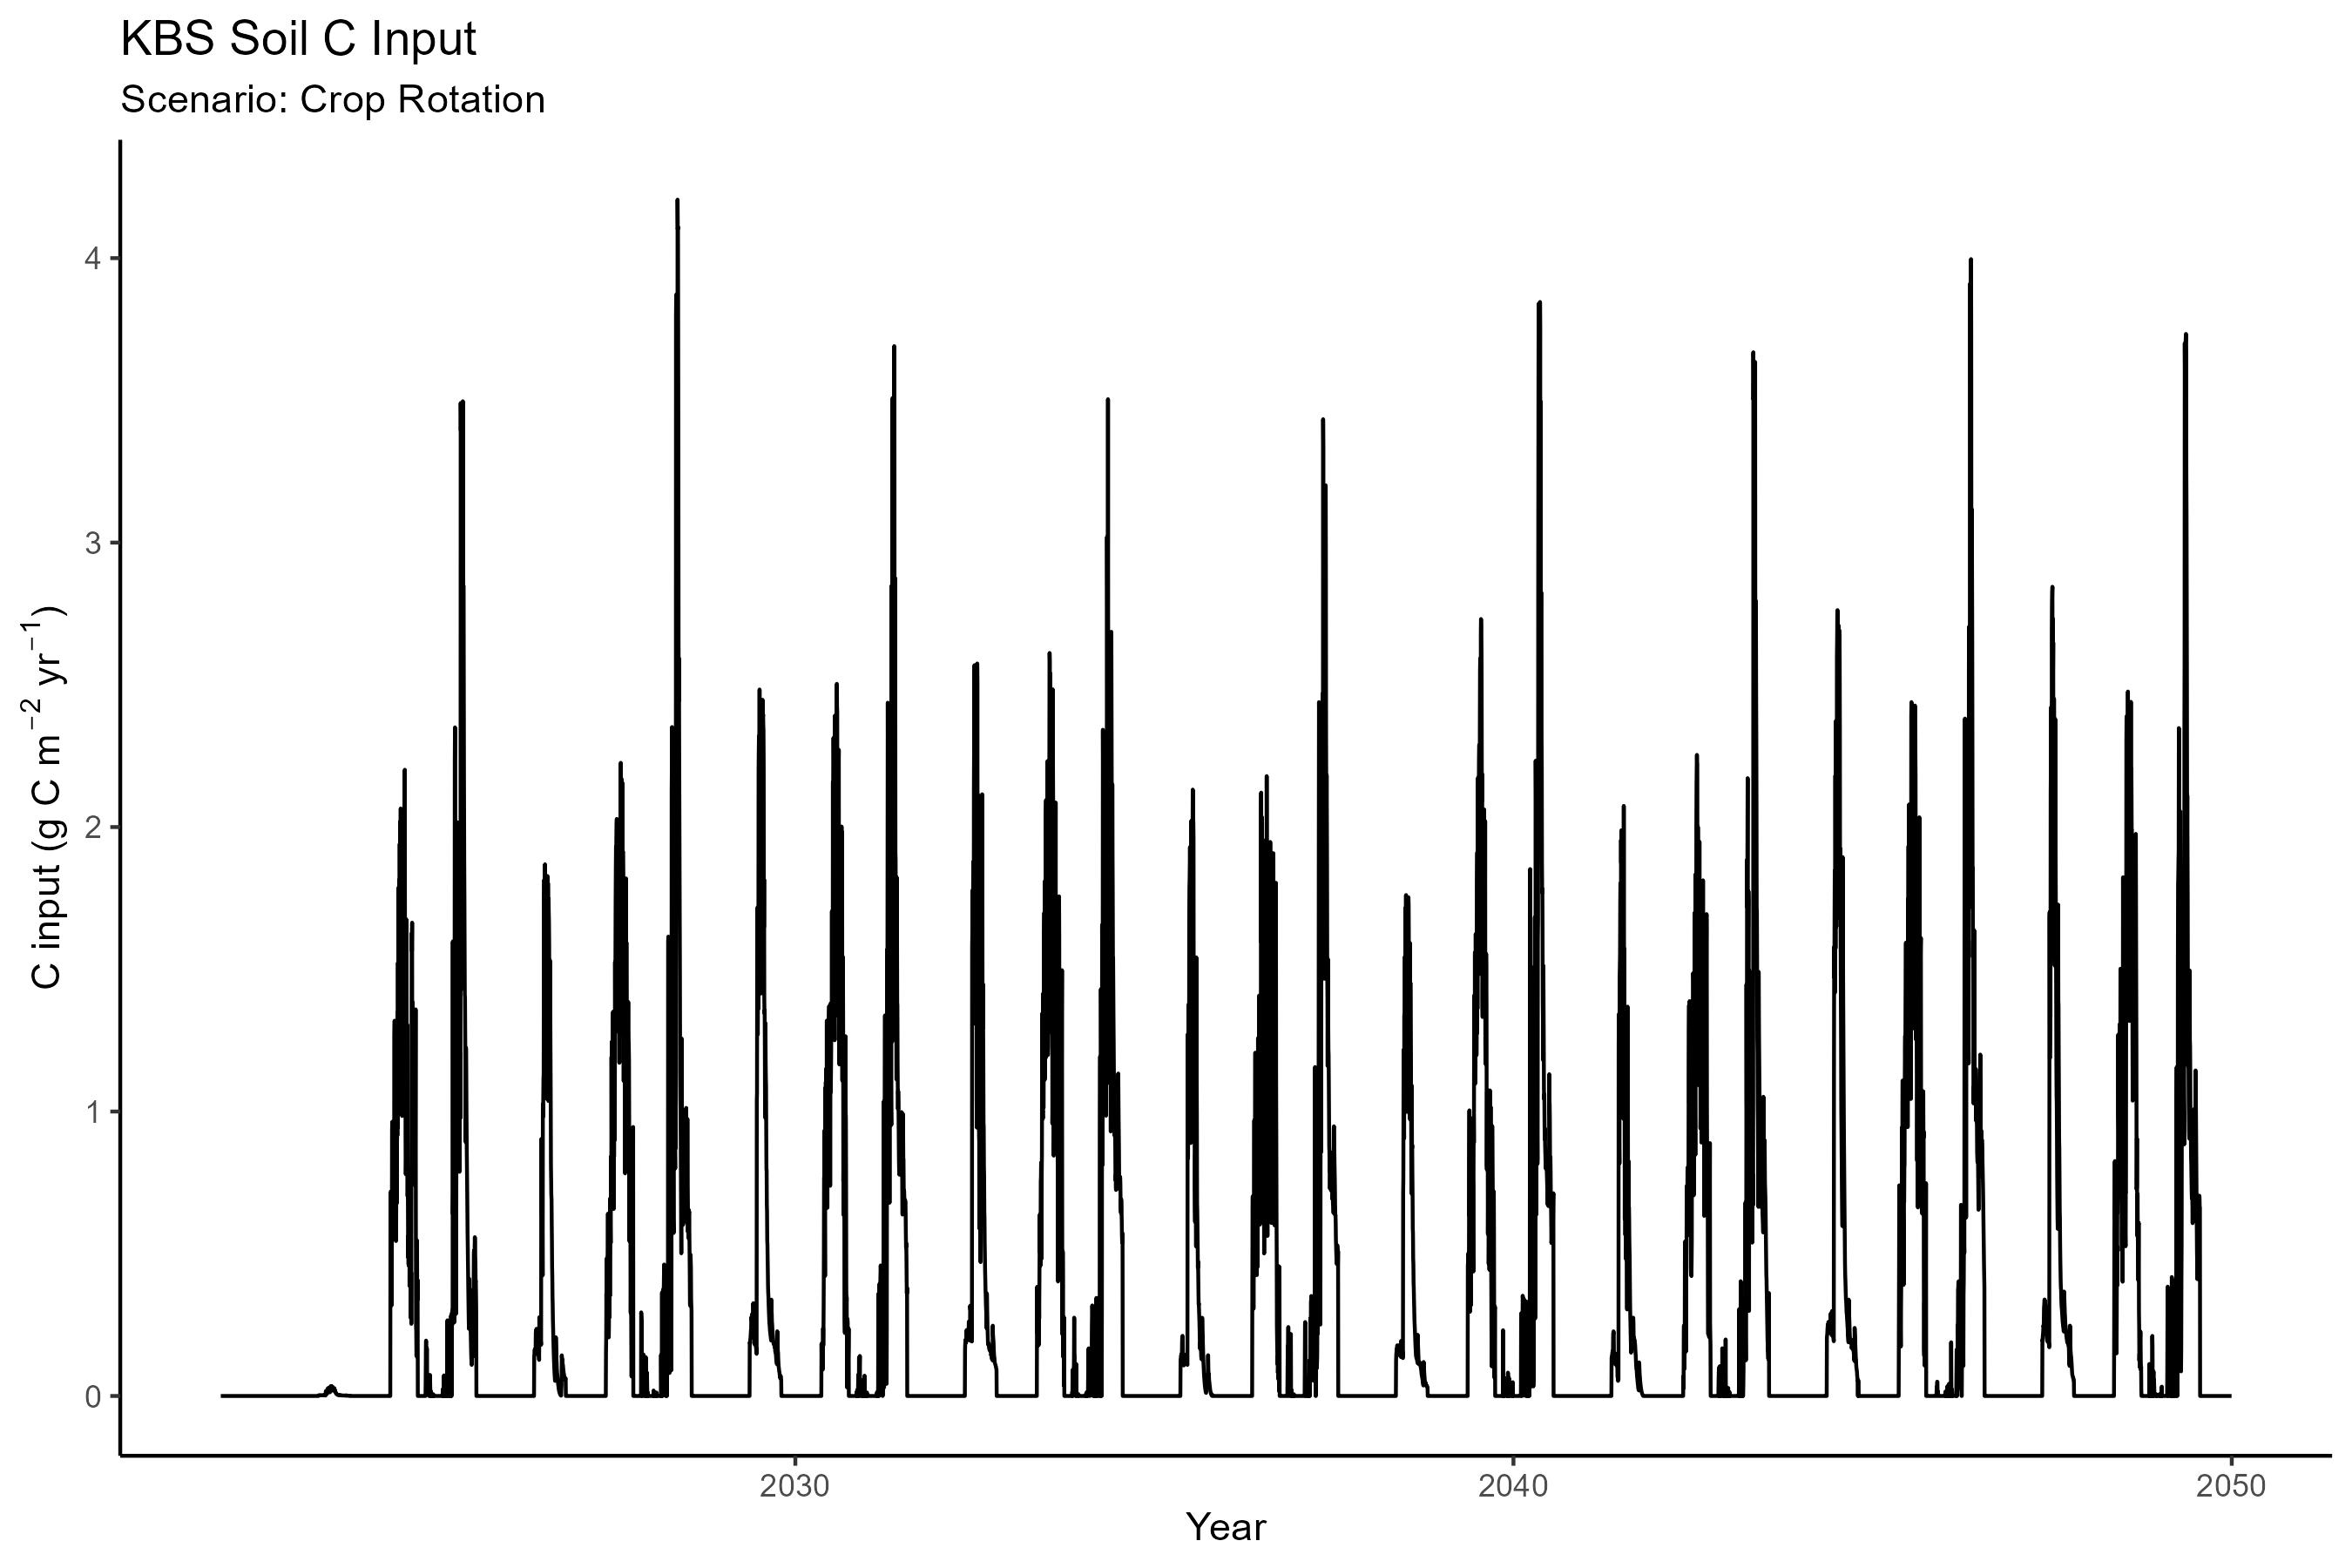 KBS Soil C Input
Scenario: Crop Rotation
C input (g C m⁻² yr⁻¹)
4
3
2
1
0
2030 2040 2050
Year